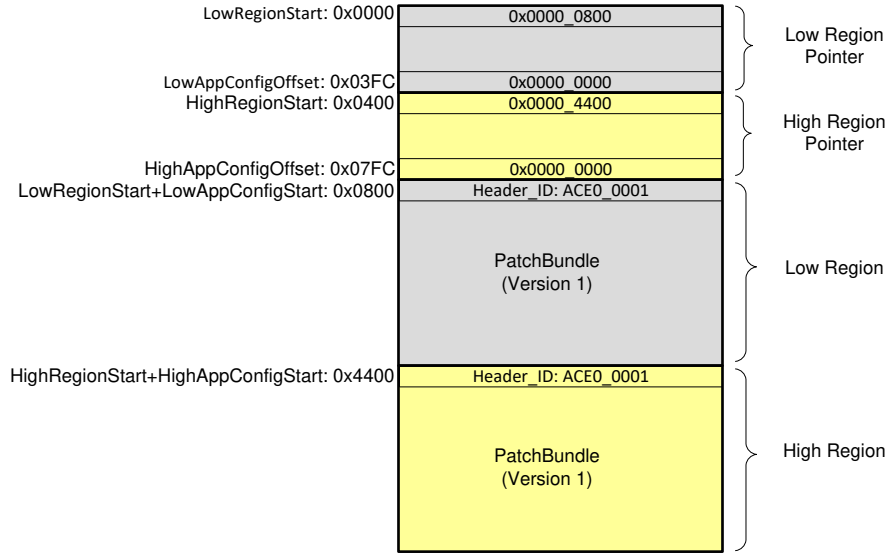 LowRegionStart: 0x0000
0x0000_0800
Low Region
Pointer
LowAppConfigOffset: 0x03FC
0x0000_0000
HighRegionStart: 0x0400
0x0000_4400
High Region
Pointer
HighAppConfigOffset: 0x07FC
0x0000_0000
LowRegionStart+LowAppConfigStart: 0x0800
Header_ID: ACE0_0001
PatchBundle
(Version 1)
Low Region
HighRegionStart+HighAppConfigStart: 0x4400
Header_ID: ACE0_0001
PatchBundle
(Version 1)
High Region